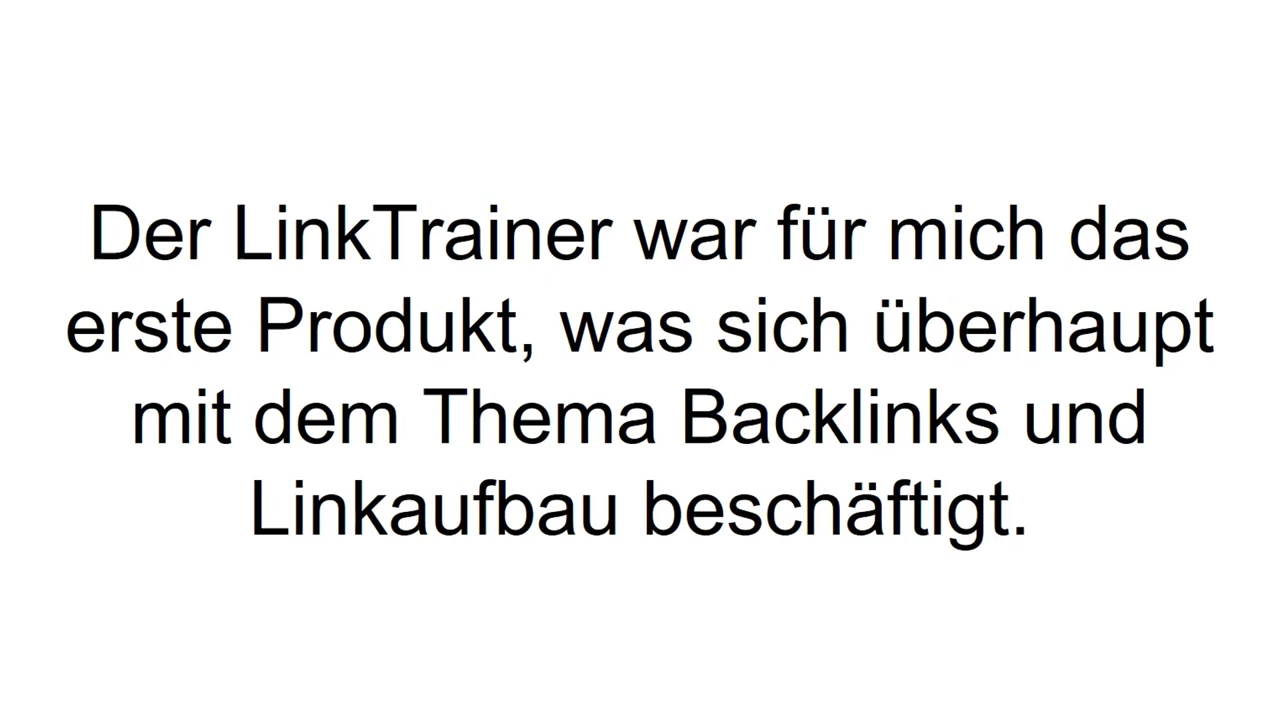 Der LinkTrainer war für mich das
erste Produkt, was sich überhaupt
mit dem Thema Backlinks und
Linkaufbau beschäftigt.